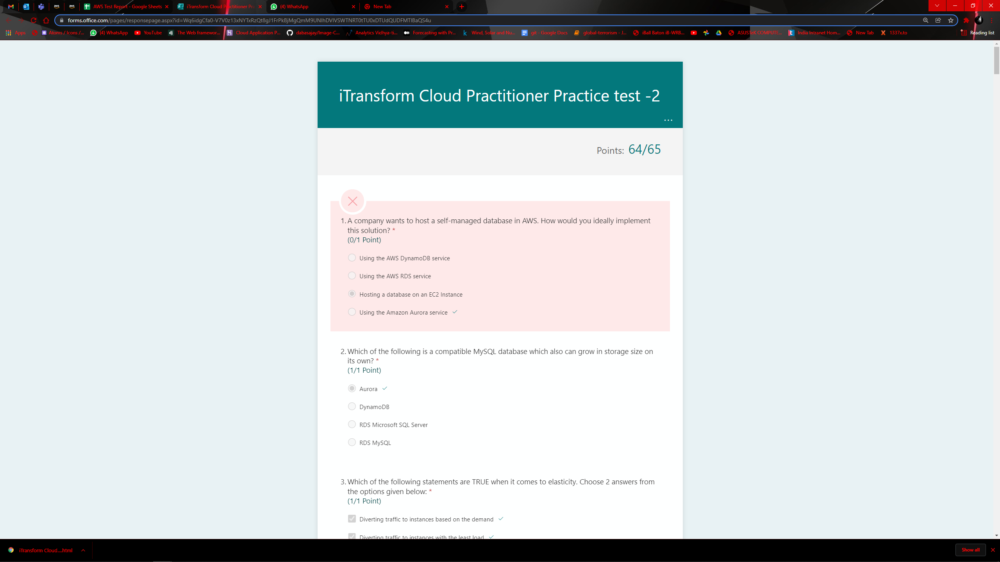 AWS Test Report - Google Sheets
iTransform Cloud Practitioner Pra
(4) WhatsApp
New Tab
forms.office.com/pages/responsepage.aspx?id=Wq6idgCfa0-V7V0z13xNYTxRzQt8gJ1FrPkBjMgQmM9UNlhDVlVSWTNRT0tTU0xDTUdQUDFMTlBaQS4u
Apps
Atoms / Icons /...
(4) WhatsApp
YouTube
The Web framewor...
Cloud Application P...
dabasajay/Image-C...
Analytics Vidhya-ti...
Forecasting with Pr...
Wind, Solar and Nu...
git - Google Docs
global-terrorism - J...
iBall Baton iB-WRB...
ASUSTeK COMPUTE...
India Intranet Hom...
New Tab
1337x.to
Reading list
iTransform Cloud Practitioner Practice test -2
...
Points: 64/65
1. A company wants to host a self-managed database in AWS. How would you ideally implement
this solution? *
(0/1 Point)
Using the AWS DynamoDB service
Using the AWS RDS service
Hosting a database on an EC2 Instance
Using the Amazon Aurora service
2. Which of the following is a compatible MySQL database which also can grow in storage size on
its own? *
(1/1 Point)
Aurora
DynamoDB
RDS Microsoft SQL Server
RDS MySQL
3. Which of the following statements are TRUE when it comes to elasticity. Choose 2 answers from
the options given below: *
(1/1 Point)
Diverting traffic to instances based on the demand
Diverting traffic to instances with the least load
iTransform Cloud....html
Show all